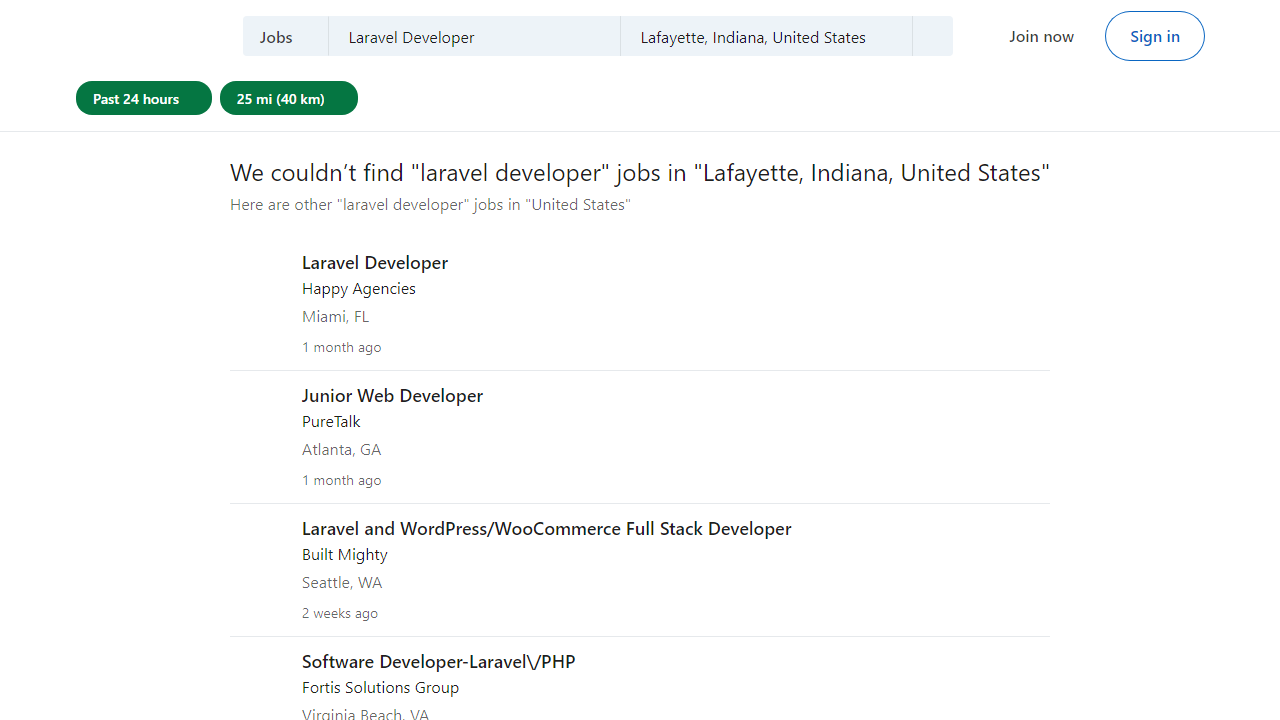 Jobs
Laravel Developer
Lafayette, Indiana, United States
Join now
Sign in
Past 24 hours
25 mi (40 km)
We couldn’t find "laravel developer" jobs in "Lafayette, Indiana, United States"
Here are other "laravel developer" jobs in "United States"
Laravel Developer
Happy Agencies
Miami, FL
1 month ago
Junior Web Developer
PureTalk
Atlanta, GA
1 month ago
Laravel and WordPress/WooCommerce Full Stack Developer
Built Mighty
Seattle, WA
2 weeks ago
Software Developer-Laravel\/PHP
Fortis Solutions Group
Virginia Beach, VA